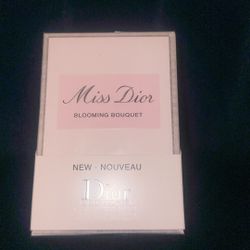 Miss Dior
BLOOMING BOUQUET
NEW - NOUVEAU
Dior